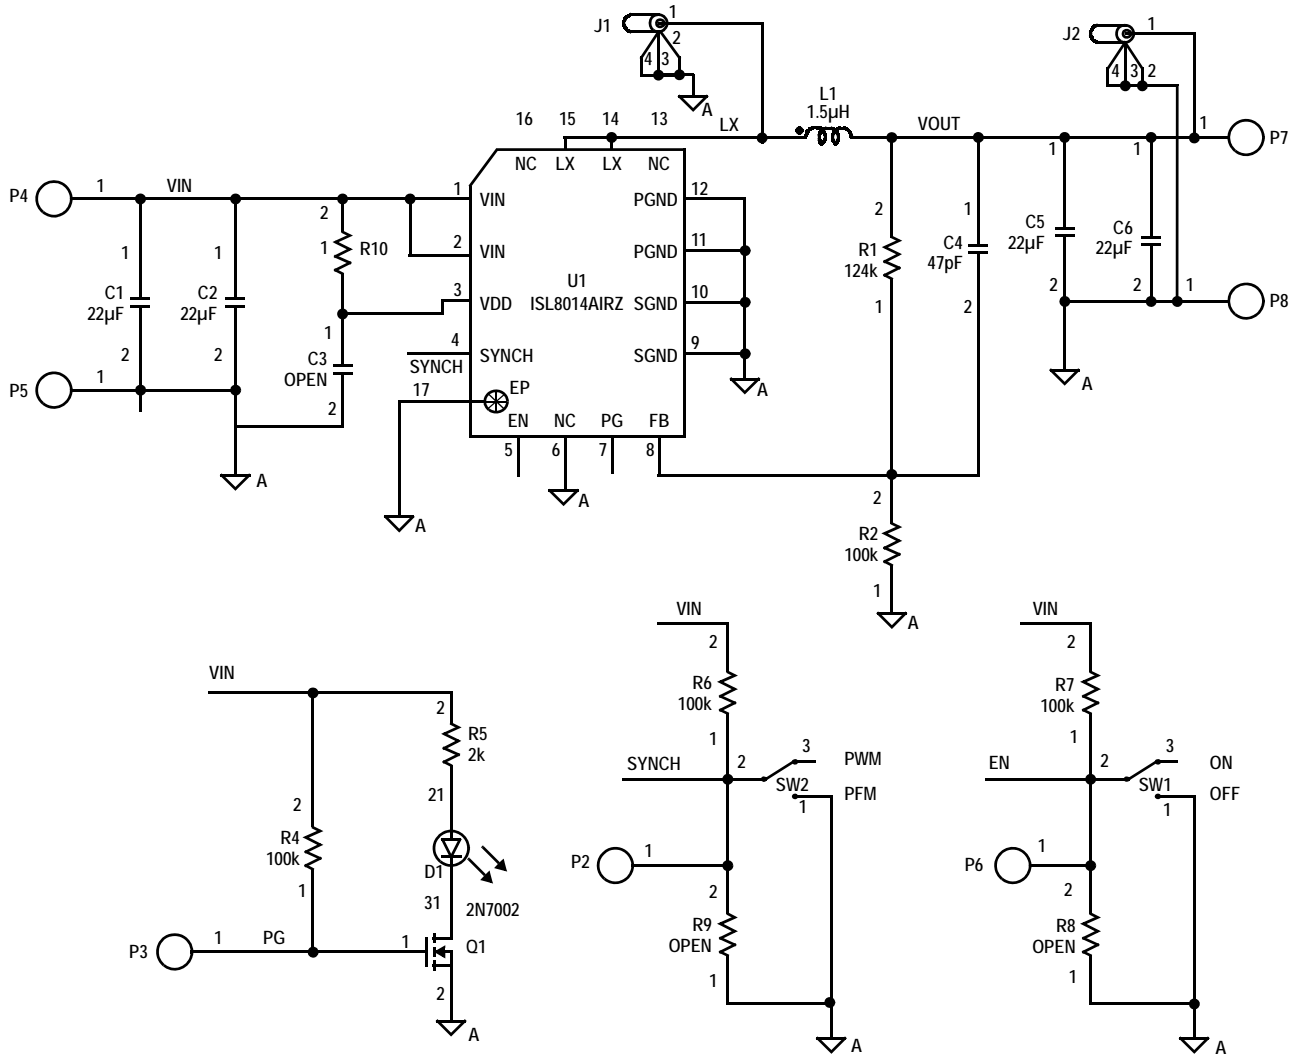 J1
1
2
4
3
A
J2
1
4
3
2
L1
1.5µH
16
15
14
13
LX
VOUT
1
P7
NC
LX
LX
NC
P4
1
VIN
1
VIN
PGND
12
2
1
R10
2
VIN
PGND
11
2
R1
124k
1
1
C4
47pF
2
1
C5
22µF
2
1
C6
22µF
2
1
P8
A
1
C1
22µF
2
1
C2
22µF
2
3
VDD
U1
ISL8014AIRZ
SGND
10
1
C3
OPEN
2
4
SYNCH
SYNCH
SGND
9
A
P5
1
17
EP
EN
NC
PG
FB
5
6
7
8
A
A
A
2
R2
100k
1
A
VIN
2
R6
100k
1
SYNCH
2
3
PWM
SW2
PFM
1
P2
1
2
R9
OPEN
1
A
VIN
2
R7
100k
1
EN
2
3
ON
SW1
OFF
1
P6
1
2
R8
OPEN
1
A
VIN
2
R5
2k
21
2
R4
100k
1
D1
31
2N7002
P3
1
PG
1
Q1
2
A